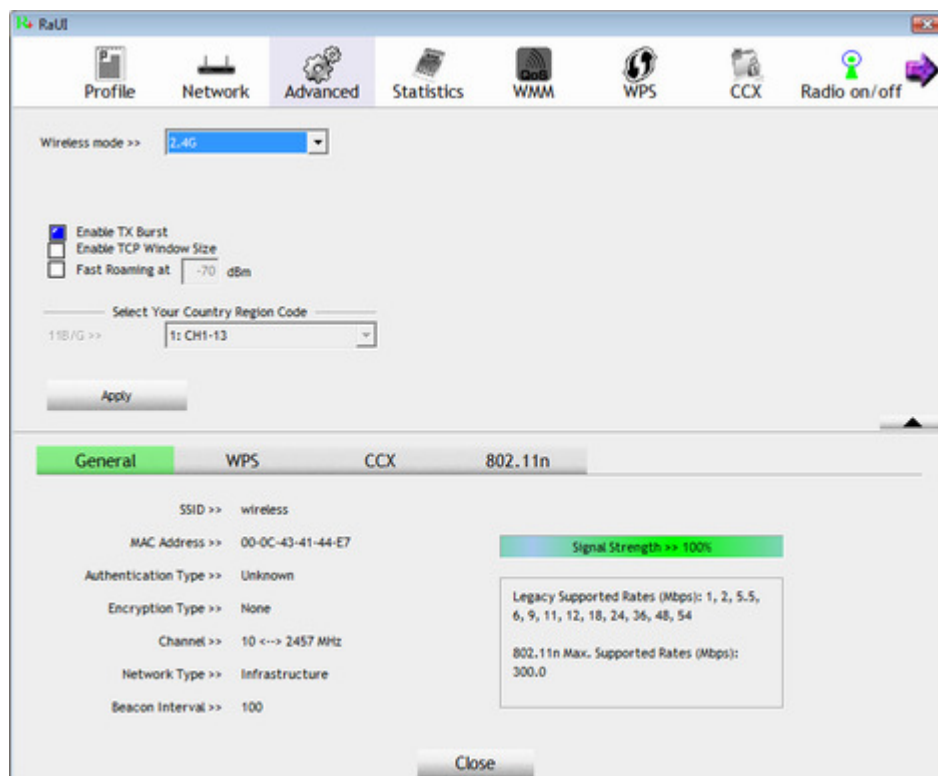 RaUI
Profile Network Advanced Statistics WMM WPS CCX Radio on/off
QoS
Wireless mode >> 2.4G
Enable TX Burst
Enable TCP Window Size
Fast Roaming at -70 dBm
Select Your Country Region Code
11B/G >> 1: CH1-13
Apply
General WPS CCX 802.11n
SSID >> wireless
MAC Address >> 00-0C-43-41-44-E7
Signal Strength >> 100%
Authentication Type >> Unknown
Legacy Supported Rates (Mbps): 1, 2, 5.5,
6, 9, 11, 12, 18, 24, 36, 48, 54
Encryption Type >> None
Channel >> 10 <--> 2457 MHz
802.11n Max. Supported Rates (Mbps):
300.0
Network Type >> Infrastructure
Beacon Interval >> 100
Close